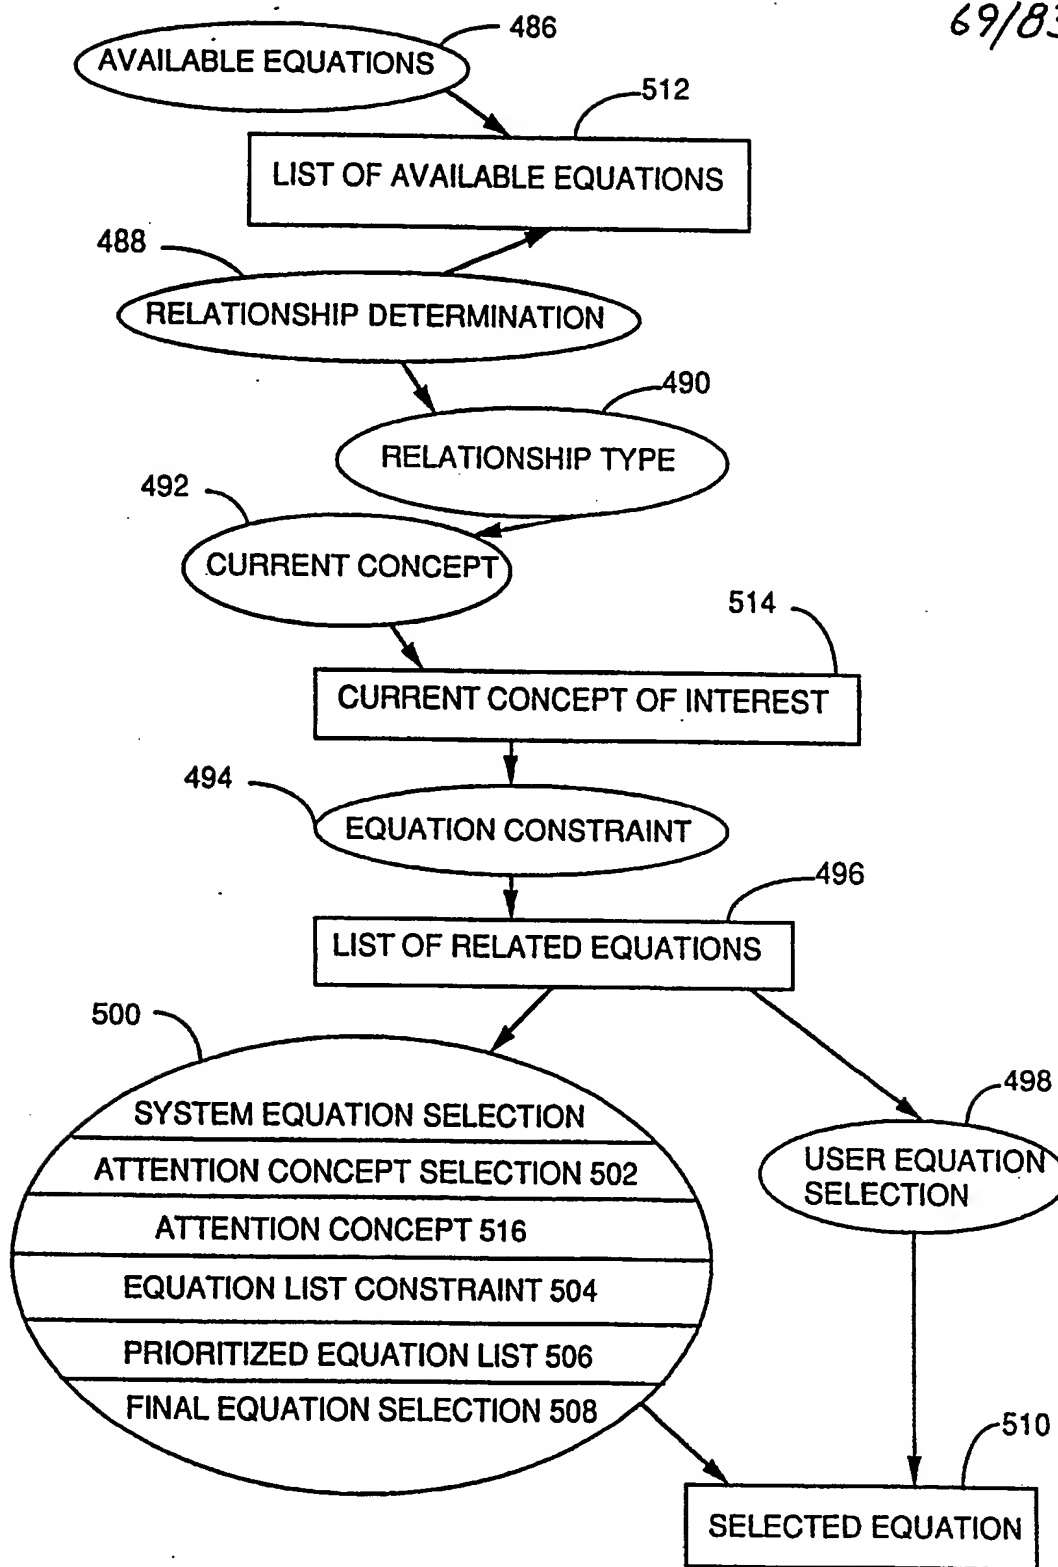 69/83
486
AVAILABLE EQUATIONS
512
LIST OF AVAILABLE EQUATIONS
488
RELATIONSHIP DETERMINATION
490
RELATIONSHIP TYPE
492
CURRENT CONCEPT
514
CURRENT CONCEPT OF INTEREST
494
EQUATION CONSTRAINT
496
LIST OF RELATED EQUATIONS
500
SYSTEM EQUATION SELECTION
ATTENTION CONCEPT SELECTION 502
ATTENTION CONCEPT 516
EQUATION LIST CONSTRAINT 504
PRIORITIZED EQUATION LIST 506
FINAL EQUATION SELECTION 508
498
USER EQUATION
SELECTION
510
SELECTED EQUATION